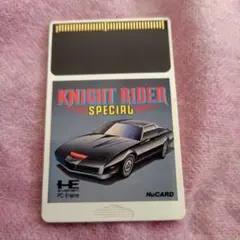 KNIGHT RIDER
SPECIAL
PC Engine
HuCARD